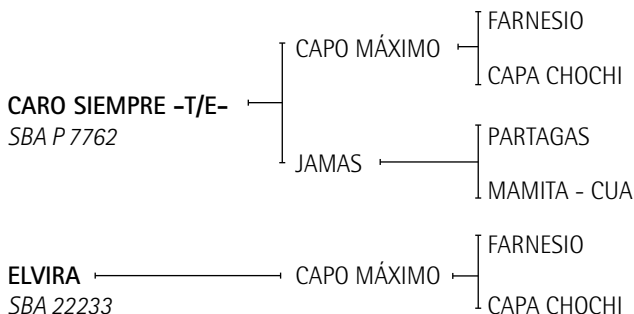 FARNESIO
CAPO MÁXIMO
CAPA CHOCHI
CARO SIEMPRE -T/E-
SBA P 7762
PARTAGAS
JAMAS
MAMITA - CUA
FARNESIO
ELVIRA
CAPO MÁXIMO
SBA 22233
CAPA CHOCHI